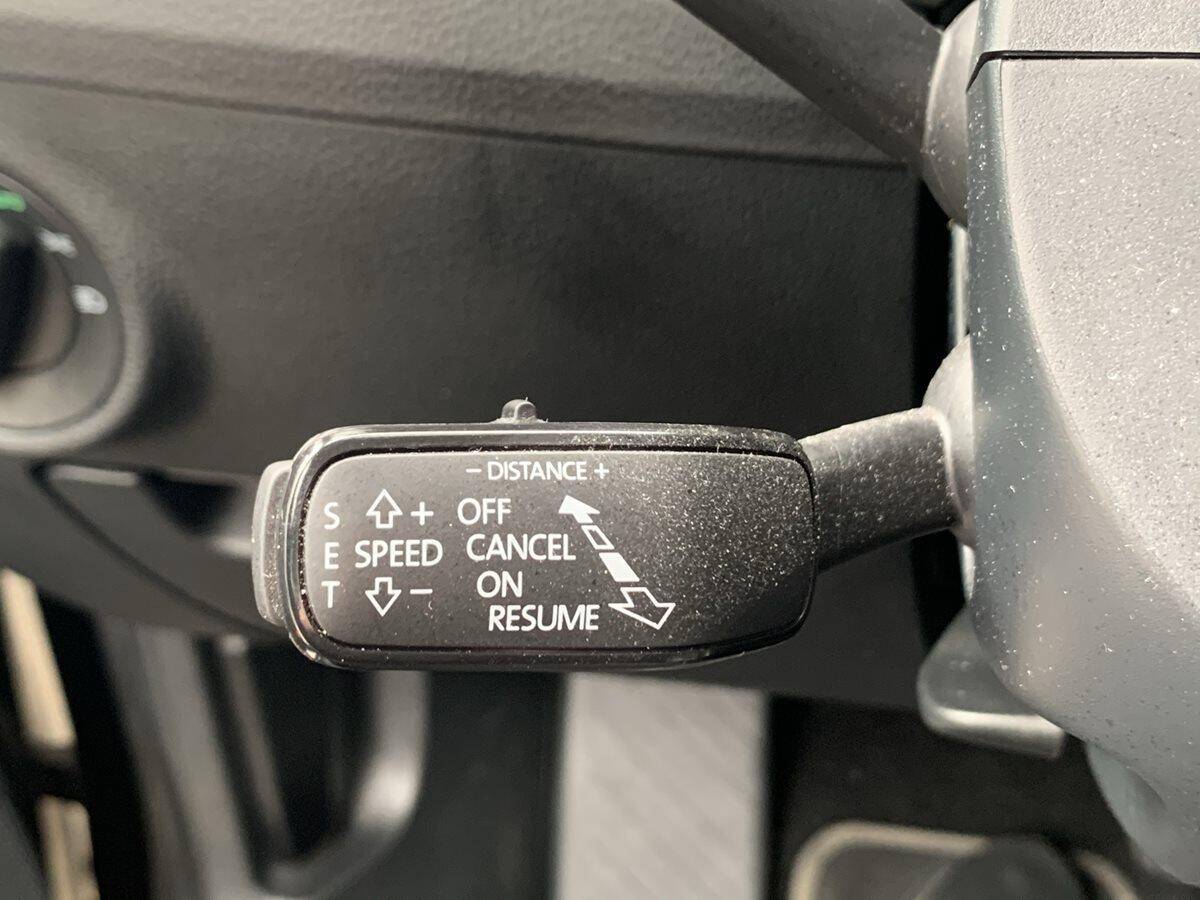 − DISTANCE +
S + OFF
E SPEED CANCEL
T − ON
RESUME